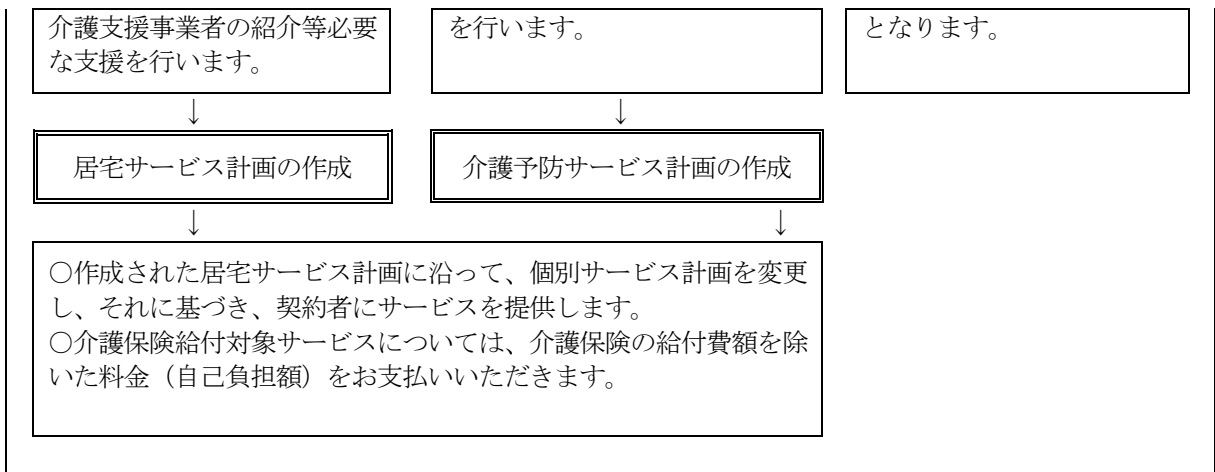 介護支援事業者の紹介等必要
な支援を行います。
を行います。
となります。
↓
↓
居宅サービス計画の作成
介護予防サービス計画の作成
↓
↓
○作成された居宅サービス計画に沿って、個別サービス計画を変更
し、それに基づき、契約者にサービスを提供します。
○介護保険給付対象サービスについては、介護保険の給付費額を除
いた料金（自己負担額）をお支払いいただきます。